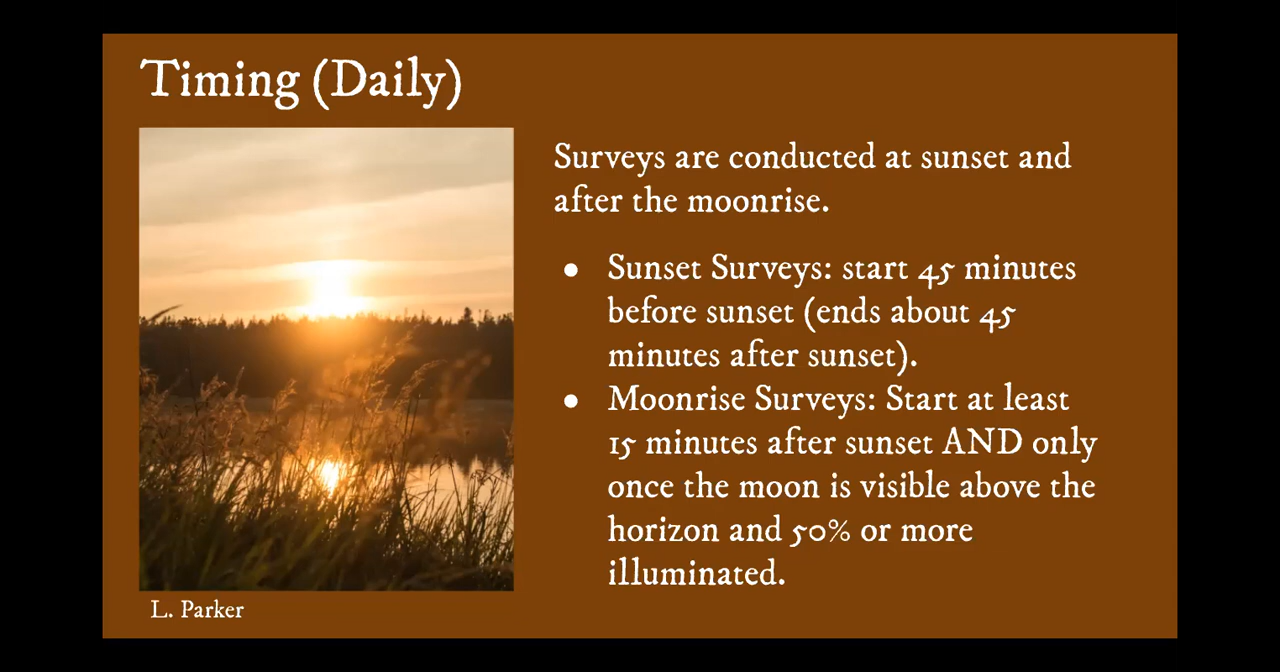 Timing (Daily)
Surveys are conducted at sunset and
after the moonrise.
● Sunset Surveys: start 45 minutes
before sunset (ends about 45
minutes after sunset).
● Moonrise Surveys: Start at least
15 minutes after sunset AND only
once the moon is visible above the
horizon and 50% or more
illuminated.
L. Parker